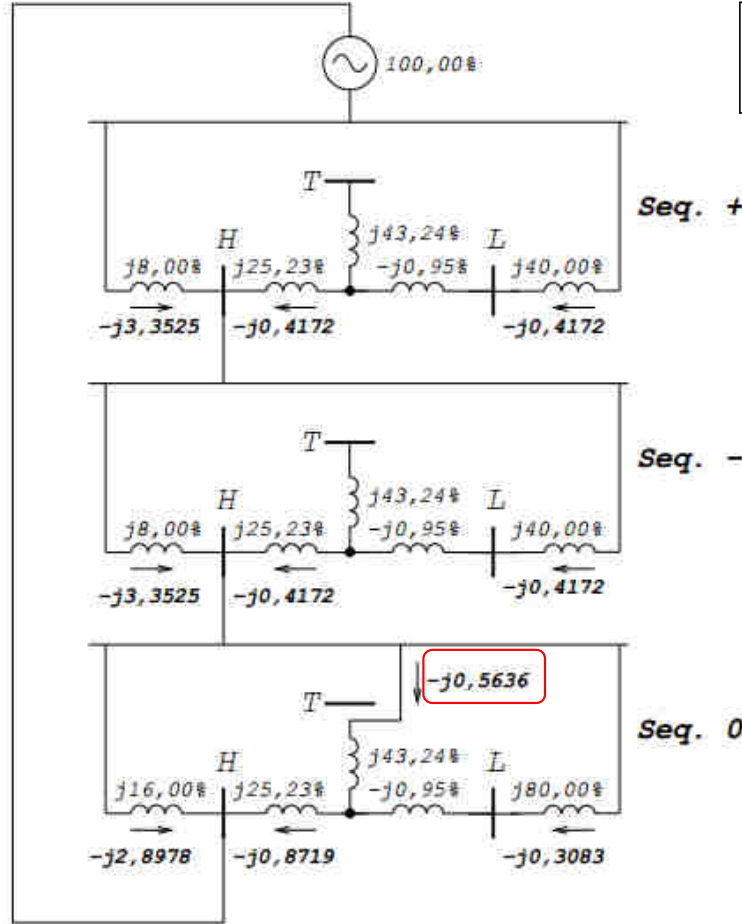 100,00%
T
Seq. +
j43,24%
H
L
j8,00% j25,23% -j0,95% j40,00%
-j3,3525 -j0,4172 -j0,4172
T
Seq. -
j43,24%
H
L
j8,00% j25,23% -j0,95% j40,00%
-j3,3525 -j0,4172 -j0,4172
-j0,5636
T
Seq. 0
j43,24%
H
L
j16,00% j25,23% -j0,95% j80,00%
-j2,8978 -j0,8719 -j0,3083